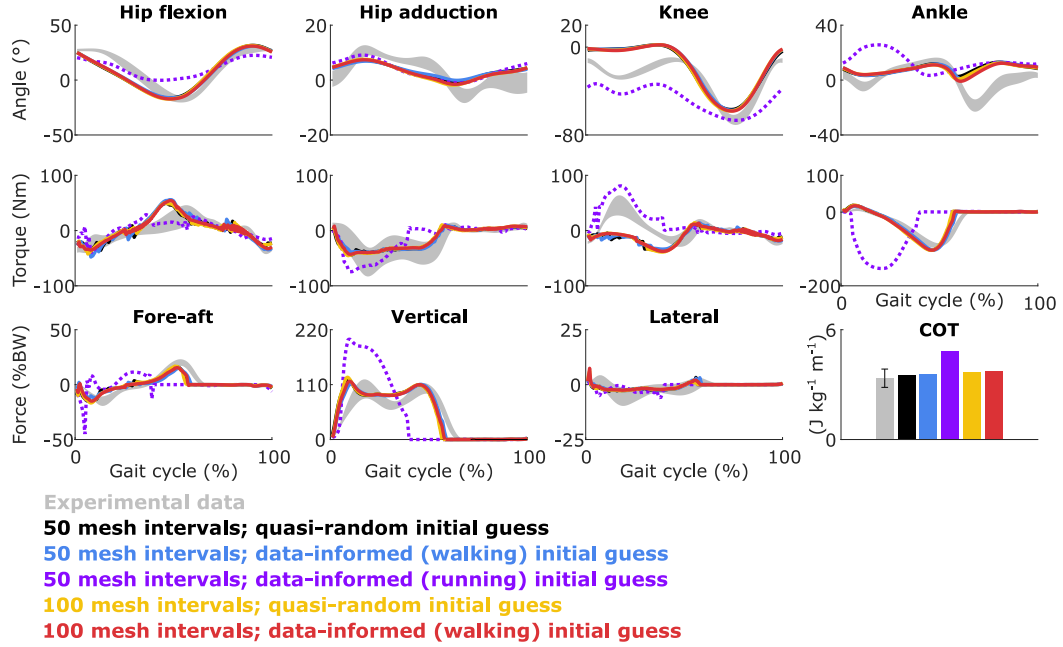 Hip flexion Hip adduction Knee Ankle
Angle (°)
50
0
-50
20
0
-20
0
-80
40
0
-40
Torque (Nm)
100
0
-100
100
0
-100
100
0
-100
100
0
-200
0 Gait cycle (%) 100
Fore-aft Vertical Lateral COT
Force (%BW)
50
0
-50
220
110
0
25
0
-25
(J kg⁻¹ m⁻¹)
6
0
0 Gait cycle (%) 100
0 Gait cycle (%) 100
0 Gait cycle (%) 100
Experimental data
50 mesh intervals; quasi-random initial guess
50 mesh intervals; data-informed (walking) initial guess
50 mesh intervals; data-informed (running) initial guess
100 mesh intervals; quasi-random initial guess
100 mesh intervals; data-informed (walking) initial guess